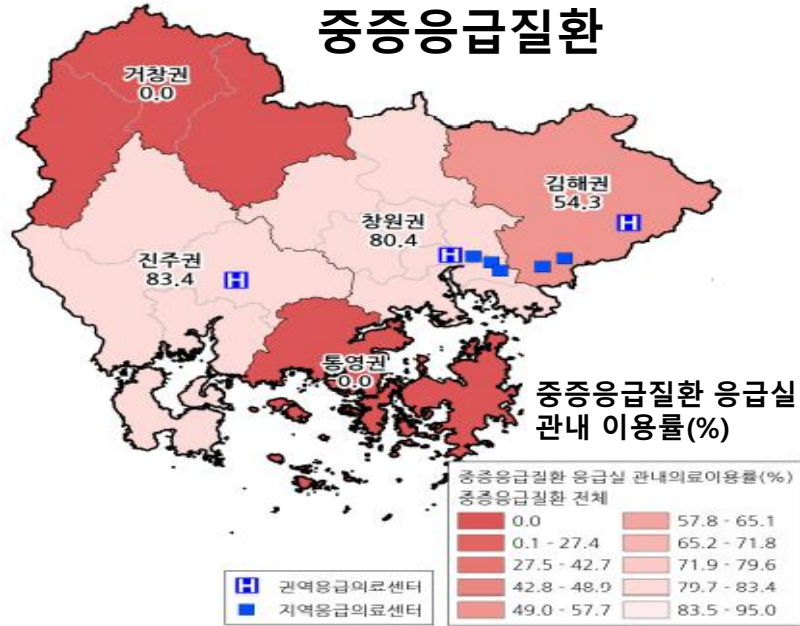 중증응급질환
거창권
0.0
김해권
54.3
창원권
80.4
진주권
83.4
통영권
0.0
중증응급질환 응급실
관내 이용률(%)
중증응급질환 응급실 관내의료이용률(%)
중증응급질환 전체
0.0
0.1 - 27.4
27.5 - 42.7
42.8 - 48.9
49.0 - 57.7
57.8 - 65.1
65.2 - 71.8
71.9 - 79.6
79.7 - 83.4
83.5 - 95.0
H 권역응급의료센터
지역응급의료센터
H
H
H